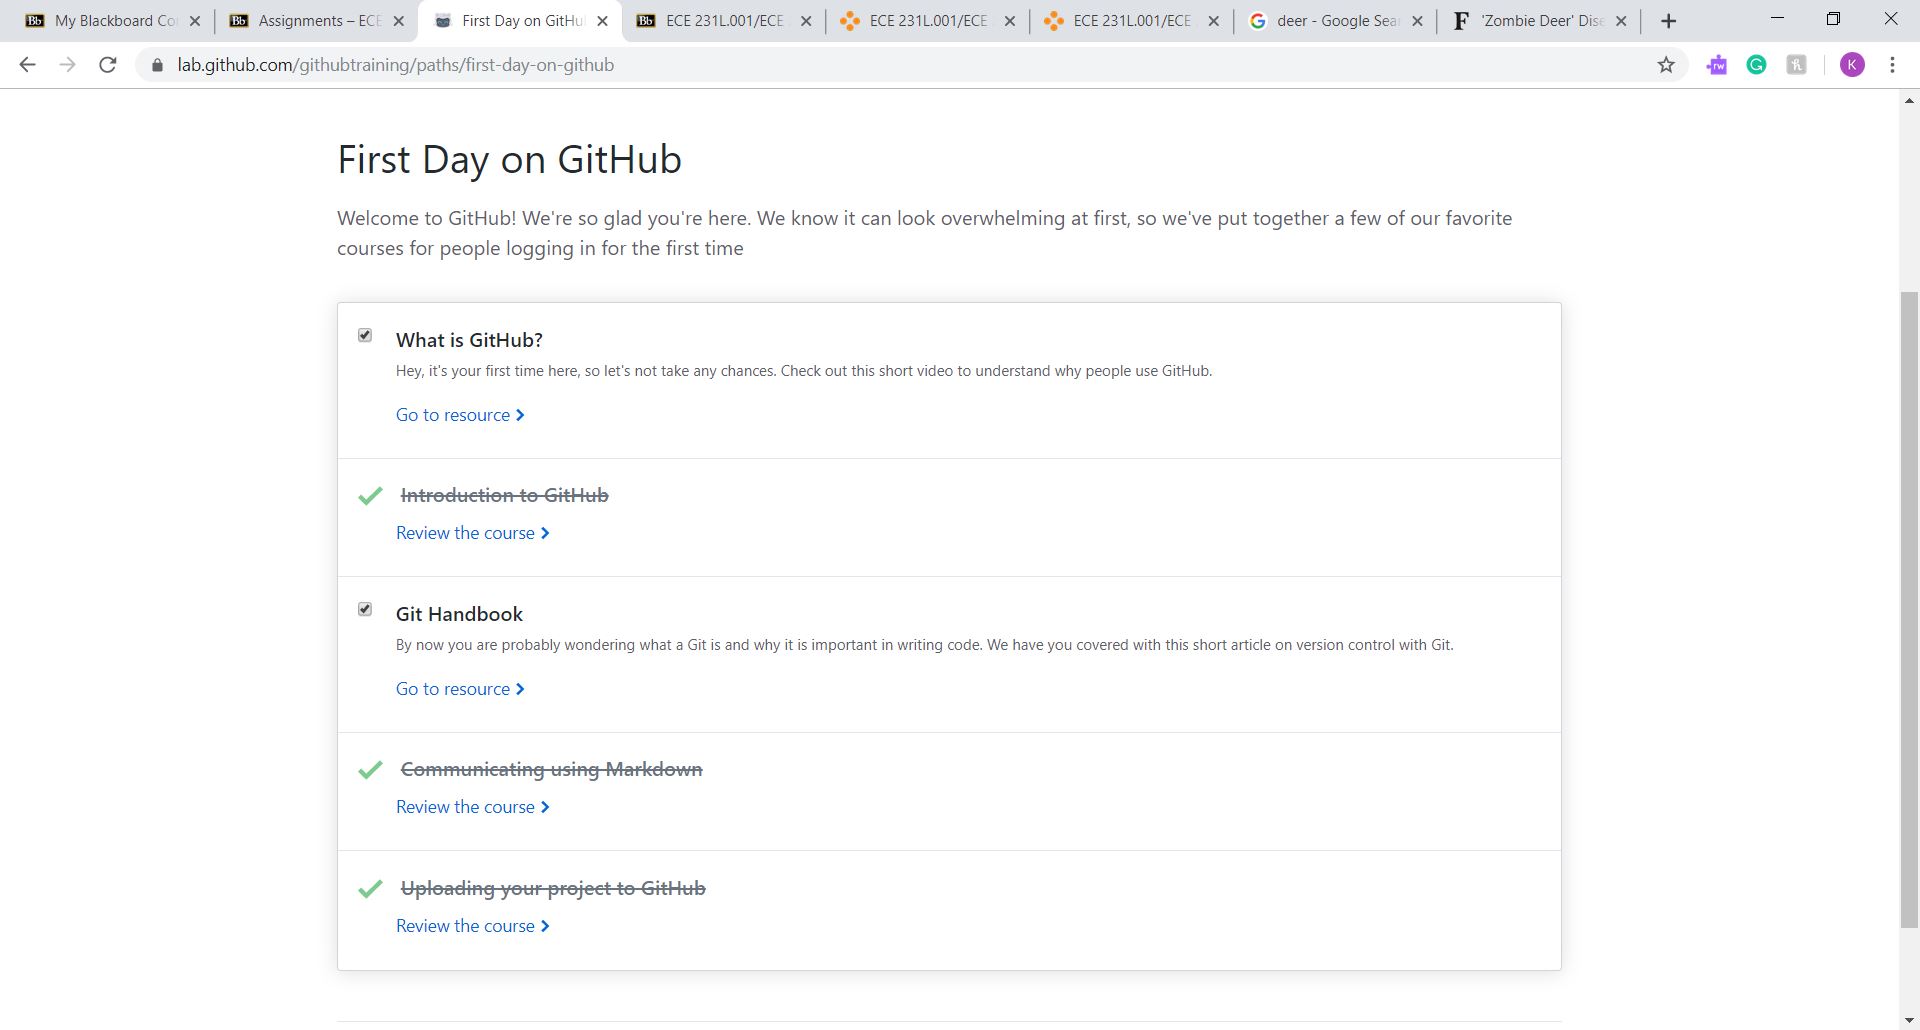 My Blackboard Co
Assignments – ECE
First Day on GitHu
ECE 231L.001/ECE
ECE 231L.001/ECE
ECE 231L.001/ECE
deer - Google Sea
'Zombie Deer' Dise
lab.github.com/githubtraining/paths/first-day-on-github
K
First Day on GitHub
Welcome to GitHub! We're so glad you're here. We know it can look overwhelming at first, so we've put together a few of our favorite
courses for people logging in for the first time
What is GitHub?
Hey, it's your first time here, so let's not take any chances. Check out this short video to understand why people use GitHub.
Go to resource
Introduction to GitHub
Review the course
Git Handbook
By now you are probably wondering what a Git is and why it is important in writing code. We have you covered with this short article on version control with Git.
Go to resource
Communicating using Markdown
Review the course
Uploading your project to GitHub
Review the course